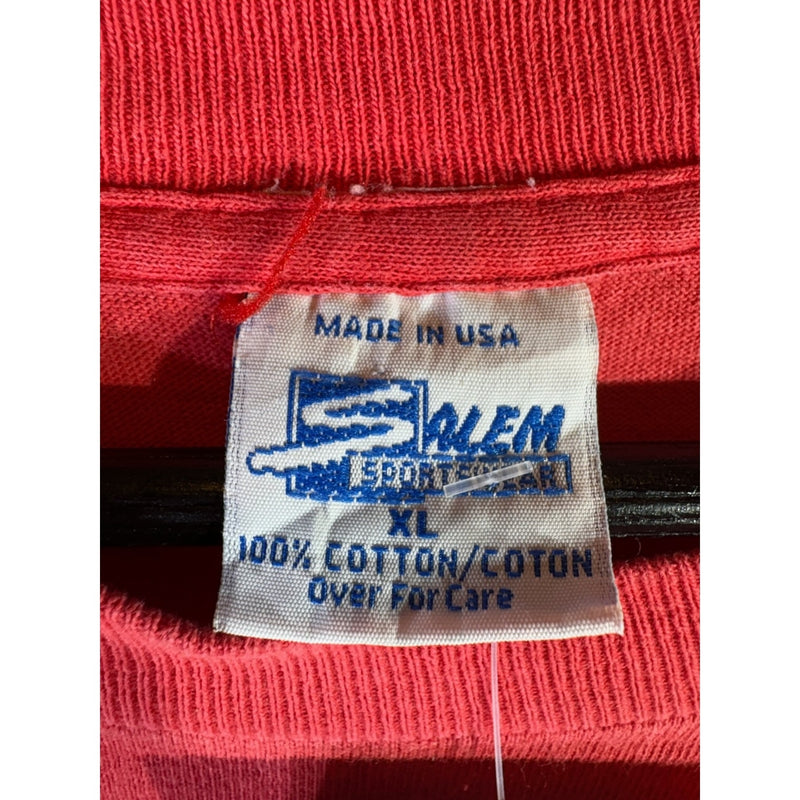 MADE IN USA
SALEM
SPORTSWEAR
XL
100% COTTON/COTON
Over For Care